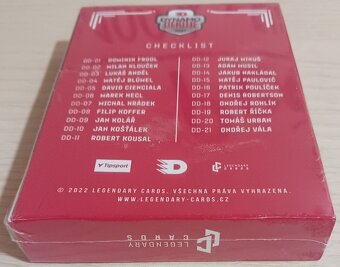 DYNAMO
CHECKLIST
DD-01 DOMINIK FRODL
DD-02 MILAN KLOUČEK
DD-03 LUKÁŠ ANDĚL
DD-04 MATĚJ BLÜMEL
DD-05 DAVID CIENCIALA
DD-06 MAREK HECL
DD-07 MICHAL HRÁDEK
DD-08 FILIP KOFFER
DD-09 JAN KOLÁŘ
DD-10 JAN KOŠŤÁLEK
DD-11 ROBERT KOUSAL
DD-12 JURAJ MIKÚŠ
DD-13 ADAM MUSIL
DD-14 JAKUB NAKLÁDAL
DD-15 MATĚJ PAULOVIČ
DD-16 PATRIK POULÍČEK
DD-17 DENIS ROBERTSON
DD-18 ONDŘEJ ROHLÍK
DD-19 ROBERT ŘÍČKA
DD-20 TOMÁŠ URBAN
DD-21 ONDŘEJ VÁLA
Tipsport
LEGENDARY
CARDS
© 2022 LEGENDARY CARDS. VŠECHNA PRÁVA VYHRAZENA.
WWW.LEGENDARY-CARDS.CZ
LEGENDARY
CARDS